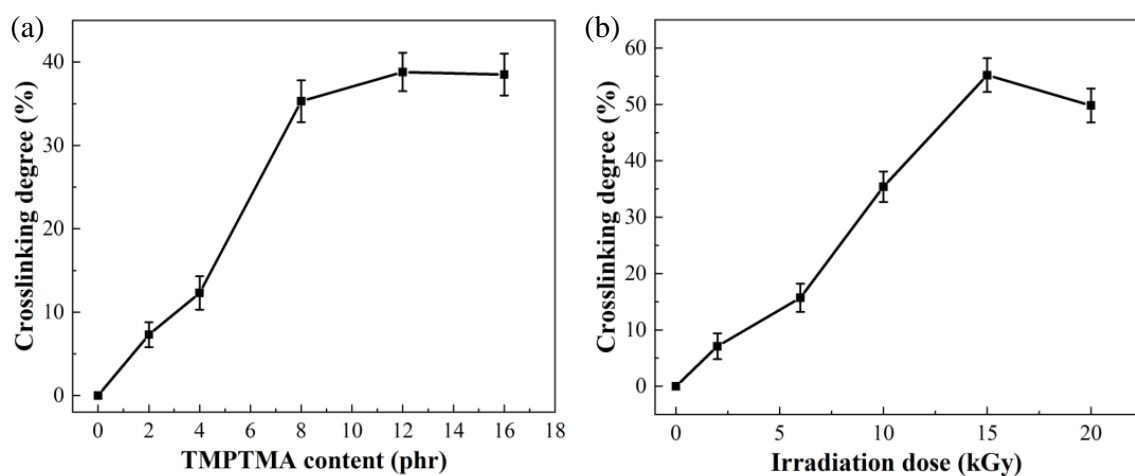 (a)
Crosslinking degree (%)
40
30
20
10
0
0 2 4 6 8 10 12 14 16 18
TMPTMA content (phr)
(b)
Crosslinking degree (%)
60
50
40
30
20
10
0
0 5 10 15 20
Irradiation dose (kGy)